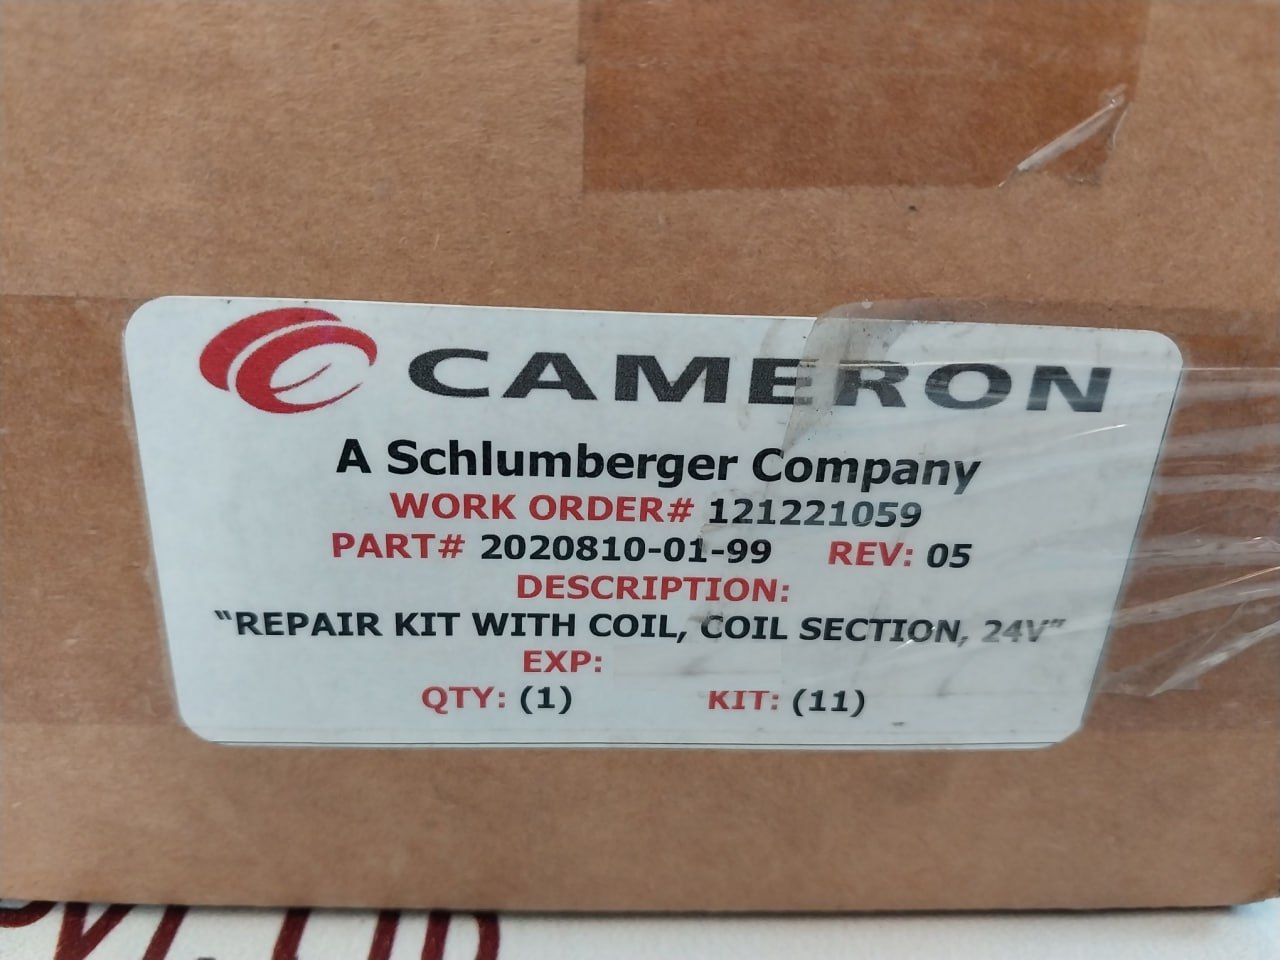 CAMERON
A Schlumberger Company
WORK ORDER# 121221059
PART# 2020810-01-99 REV: 05
DESCRIPTION:
“REPAIR KIT WITH COIL, COIL SECTION, 24V”
EXP:
QTY: (1) KIT: (11)